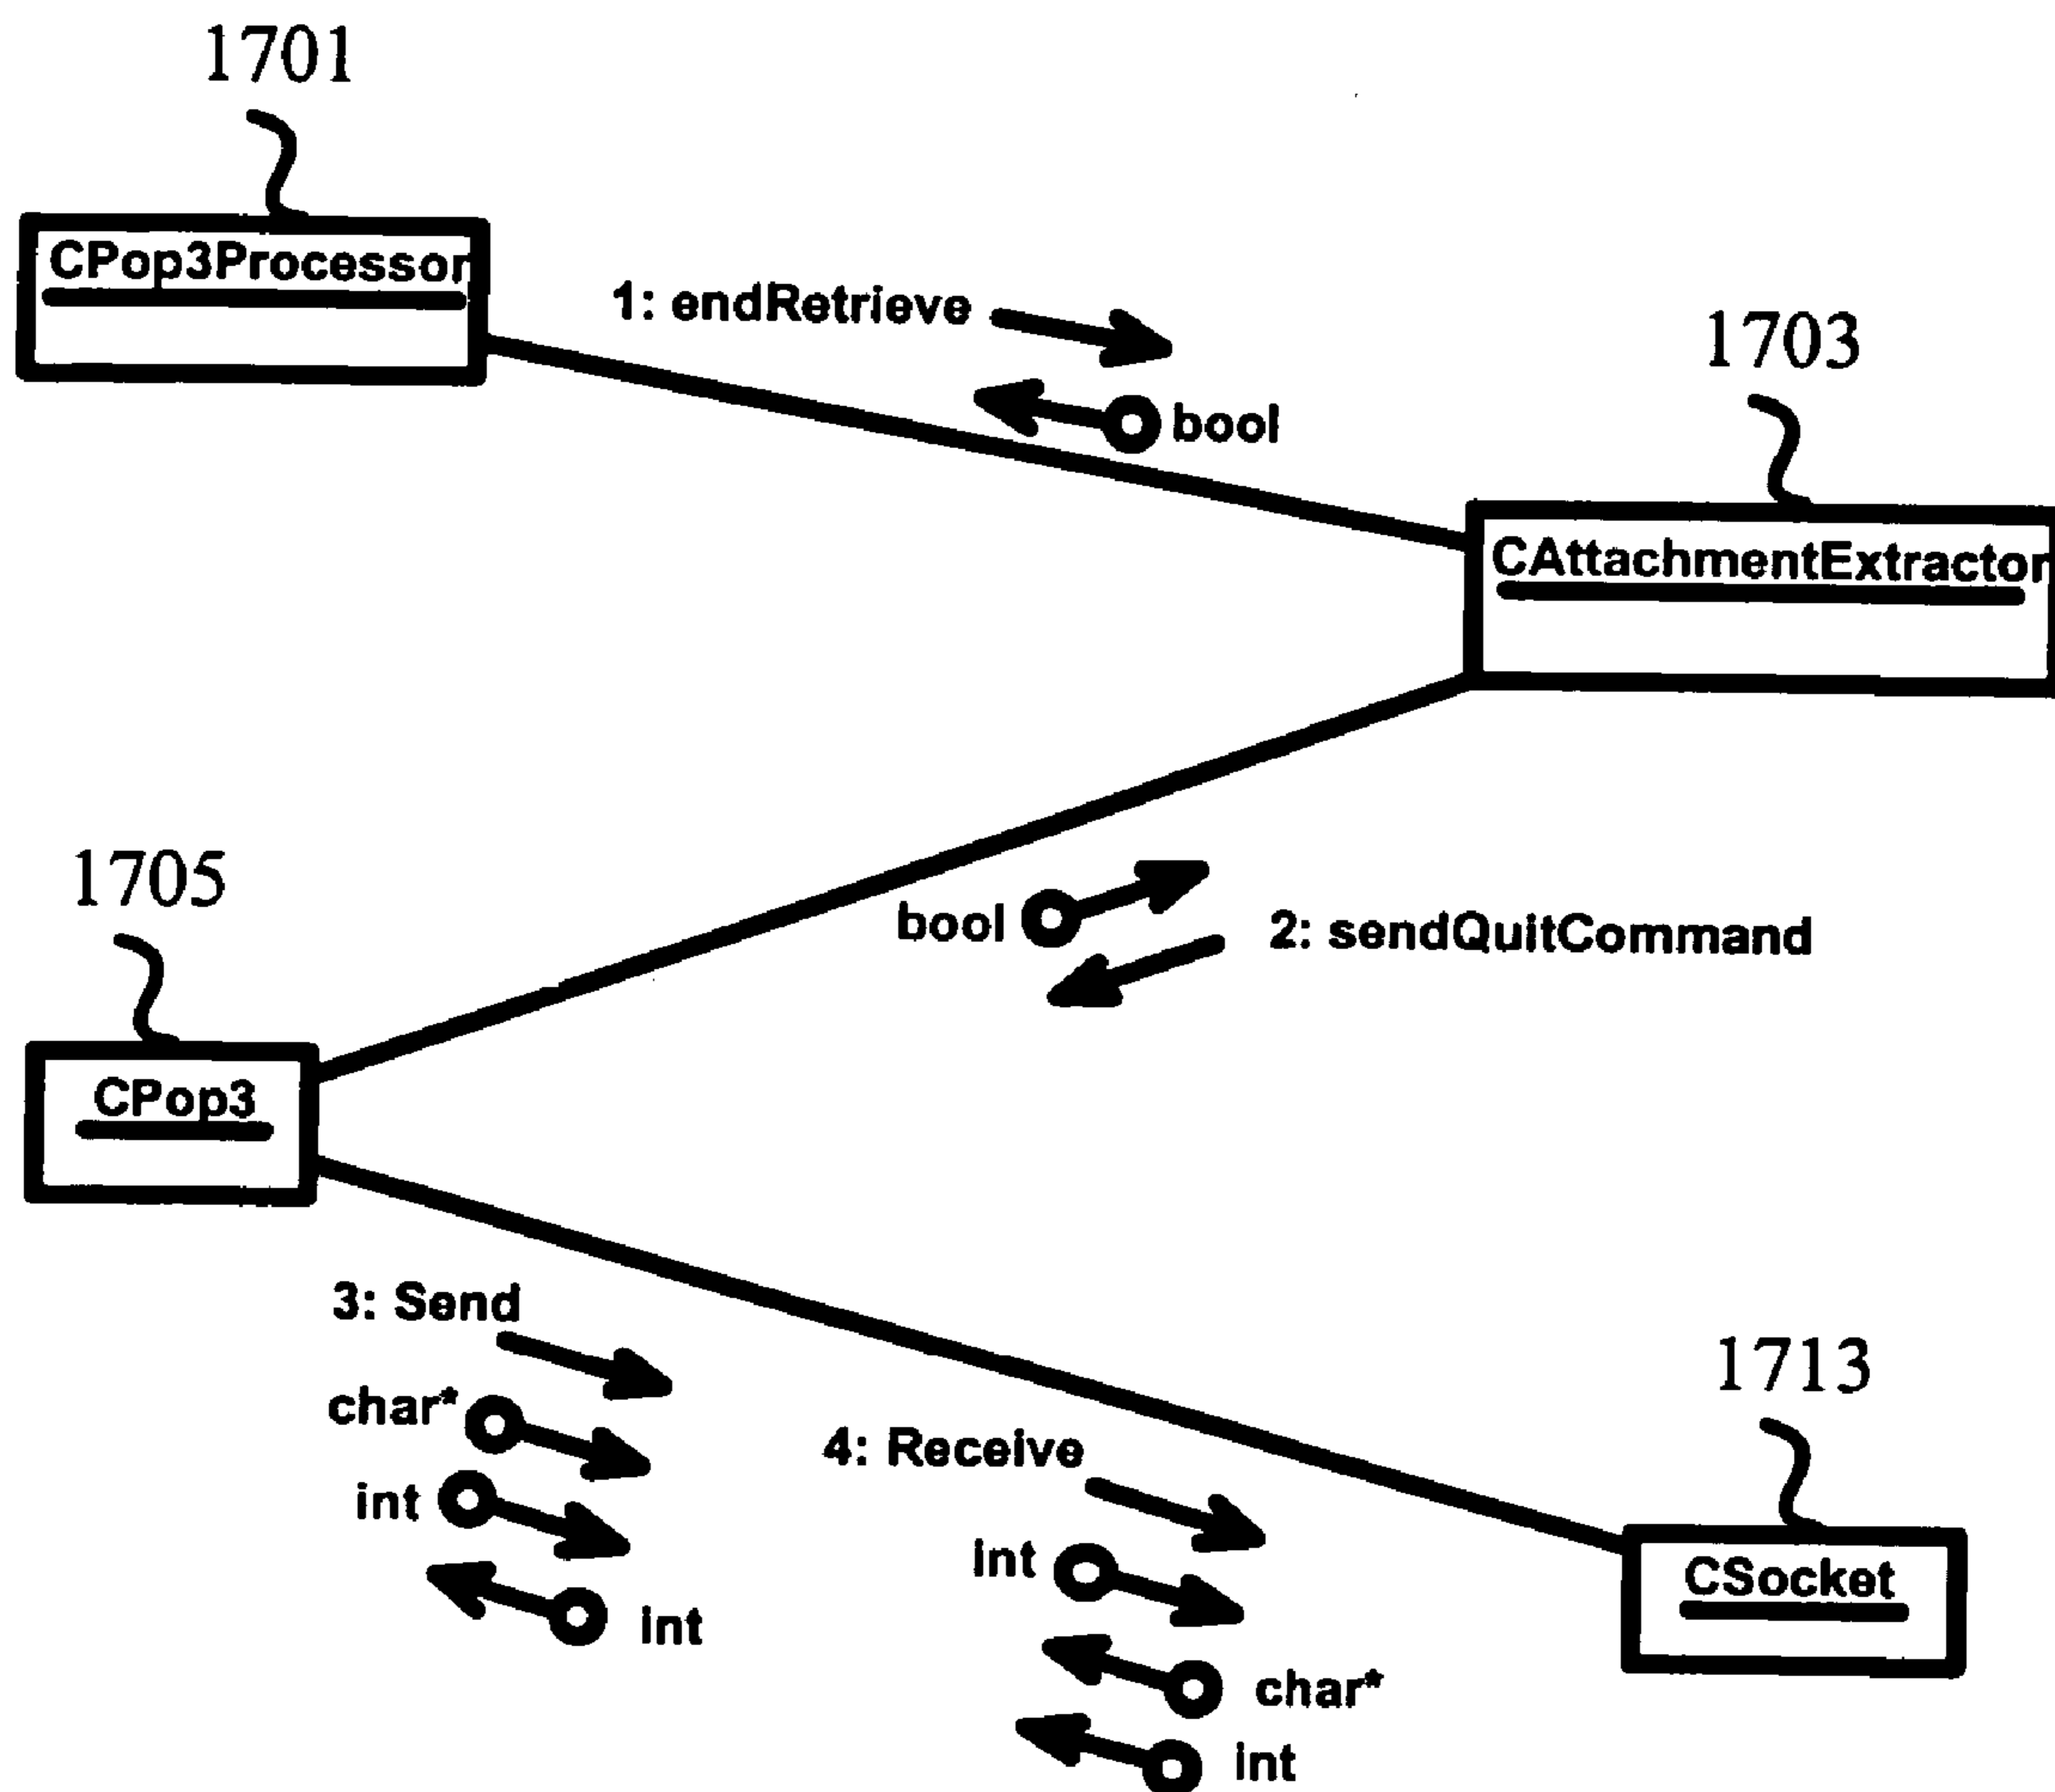 1701
CPop3Processor
1: endRetrieve
1703
bool
CAttachmentExtractor
1705
bool
2: sendQuitCommand
CPop3
3: Send
1713
char*
4: Receive
int
int
CSocket
int
char*
int